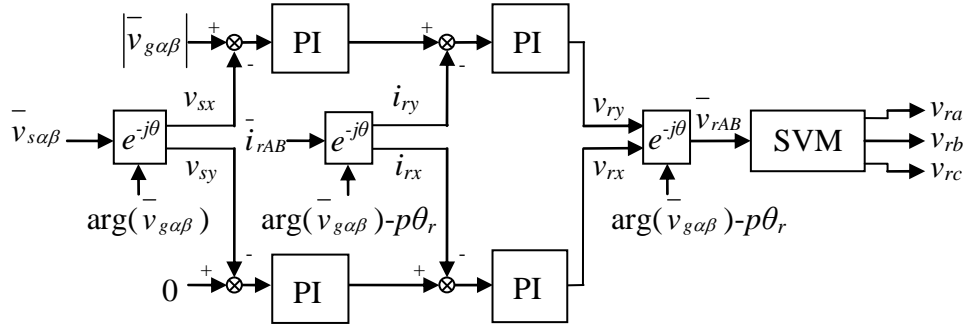 |v̄gαβ| + - PI + - PI
vsx iry vry
v̄sαβ e-jθ īrAB e-jθ e-jθ v̄rAB SVM vra
vrb
vrc
vsy irx vrx
arg(v̄gαβ) arg(v̄gαβ)-pθr arg(v̄gαβ)-pθr
0 + - PI + - PI